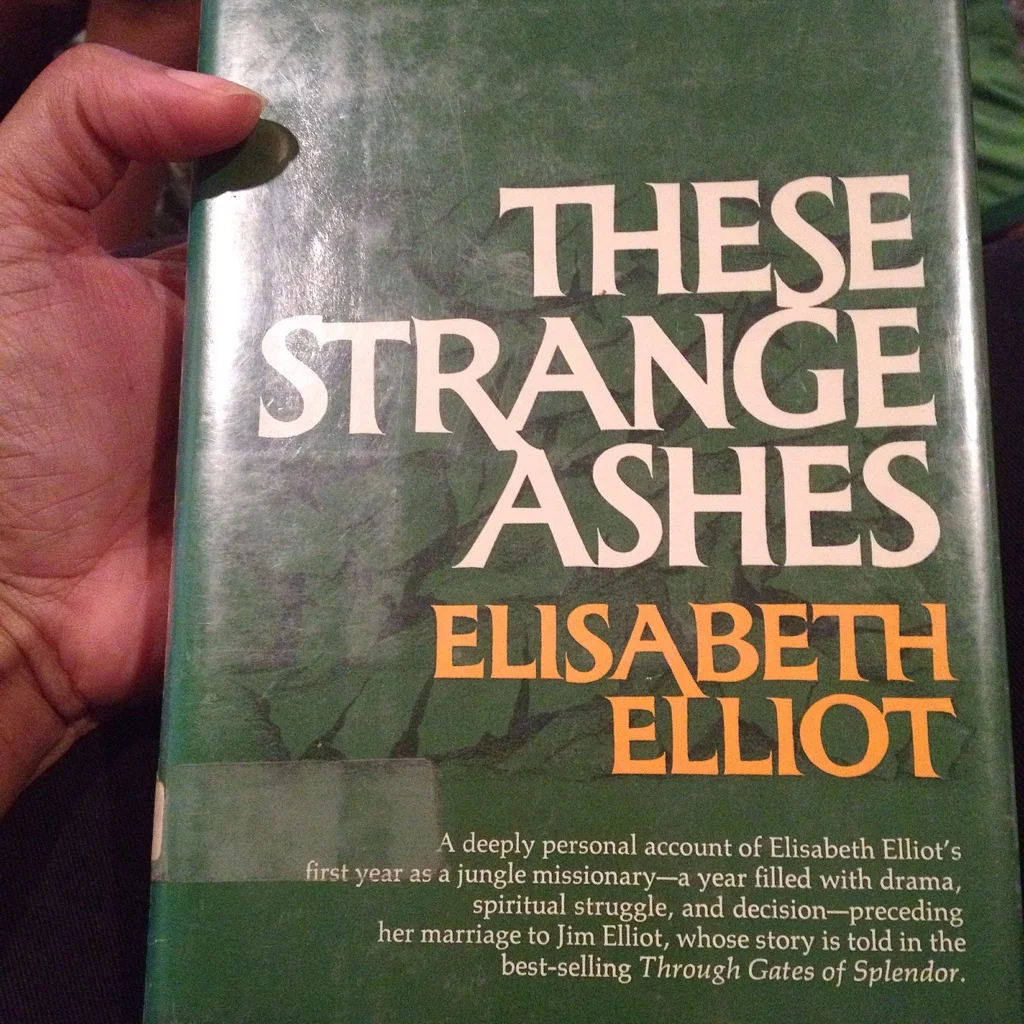 THESE
STRANGE
ASHES
ELISABETH
ELLIOT
A deeply personal account of Elisabeth Elliot's
first year as a jungle missionary—a year filled with drama,
spiritual struggle, and decision—preceding
her marriage to Jim Elliot, whose story is told in the
best-selling Through Gates of Splendor.